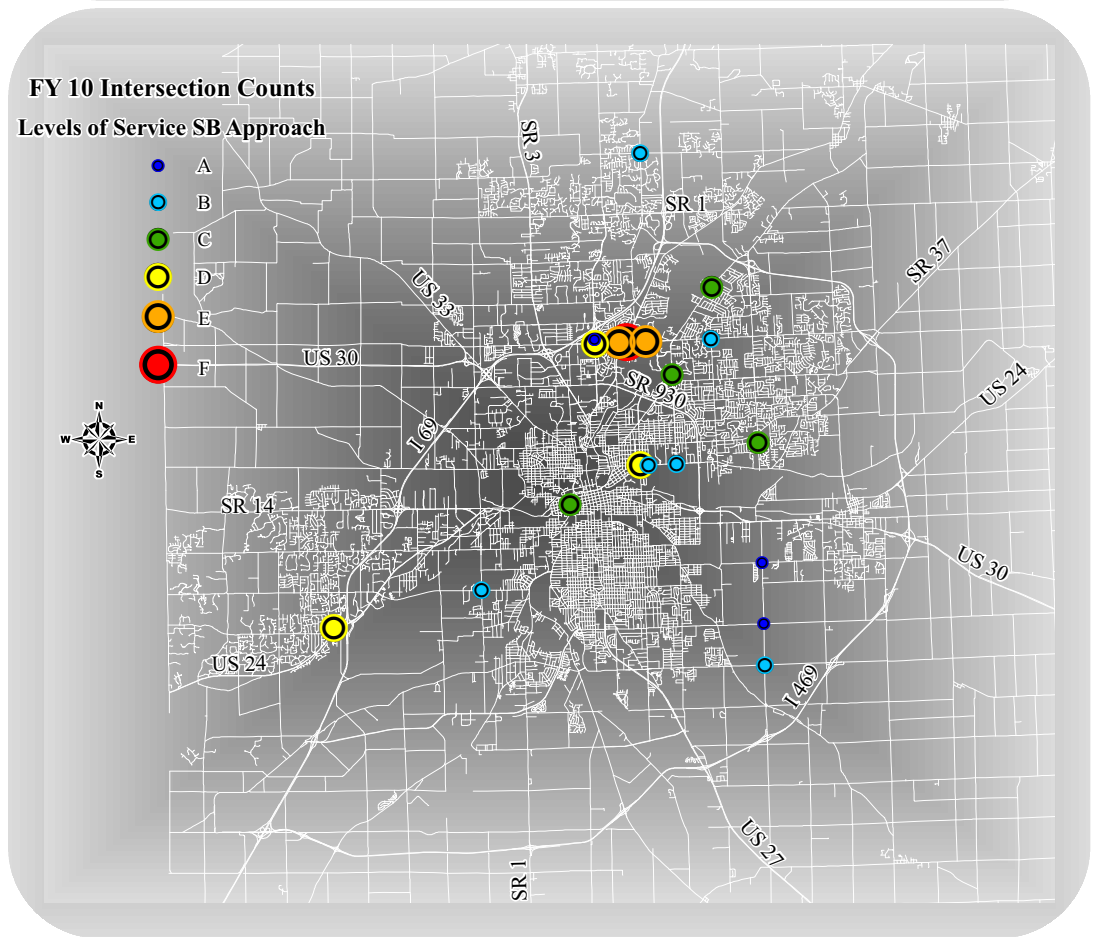 FY 10 Intersection Counts
Levels of Service SB Approach
A
B
C
D
E
F
N
W
E
S
SR 3
SR 1
SR 37
US 33
US 30
SR 930
US 24
I 69
SR 14
US 30
US 24
I 469
US 27
SR 1